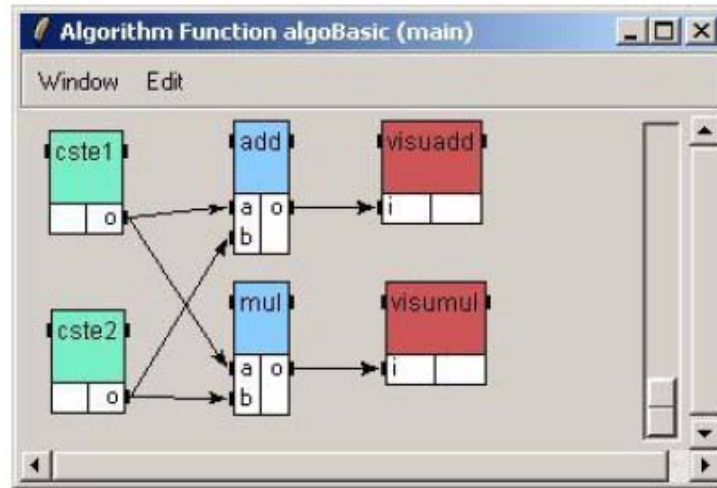 Algorithm Function algoBasic (main)
Window Edit
cste1
o
add
a o
b
visuadd
i
cste2
o
mul
a o
b
visumul
i